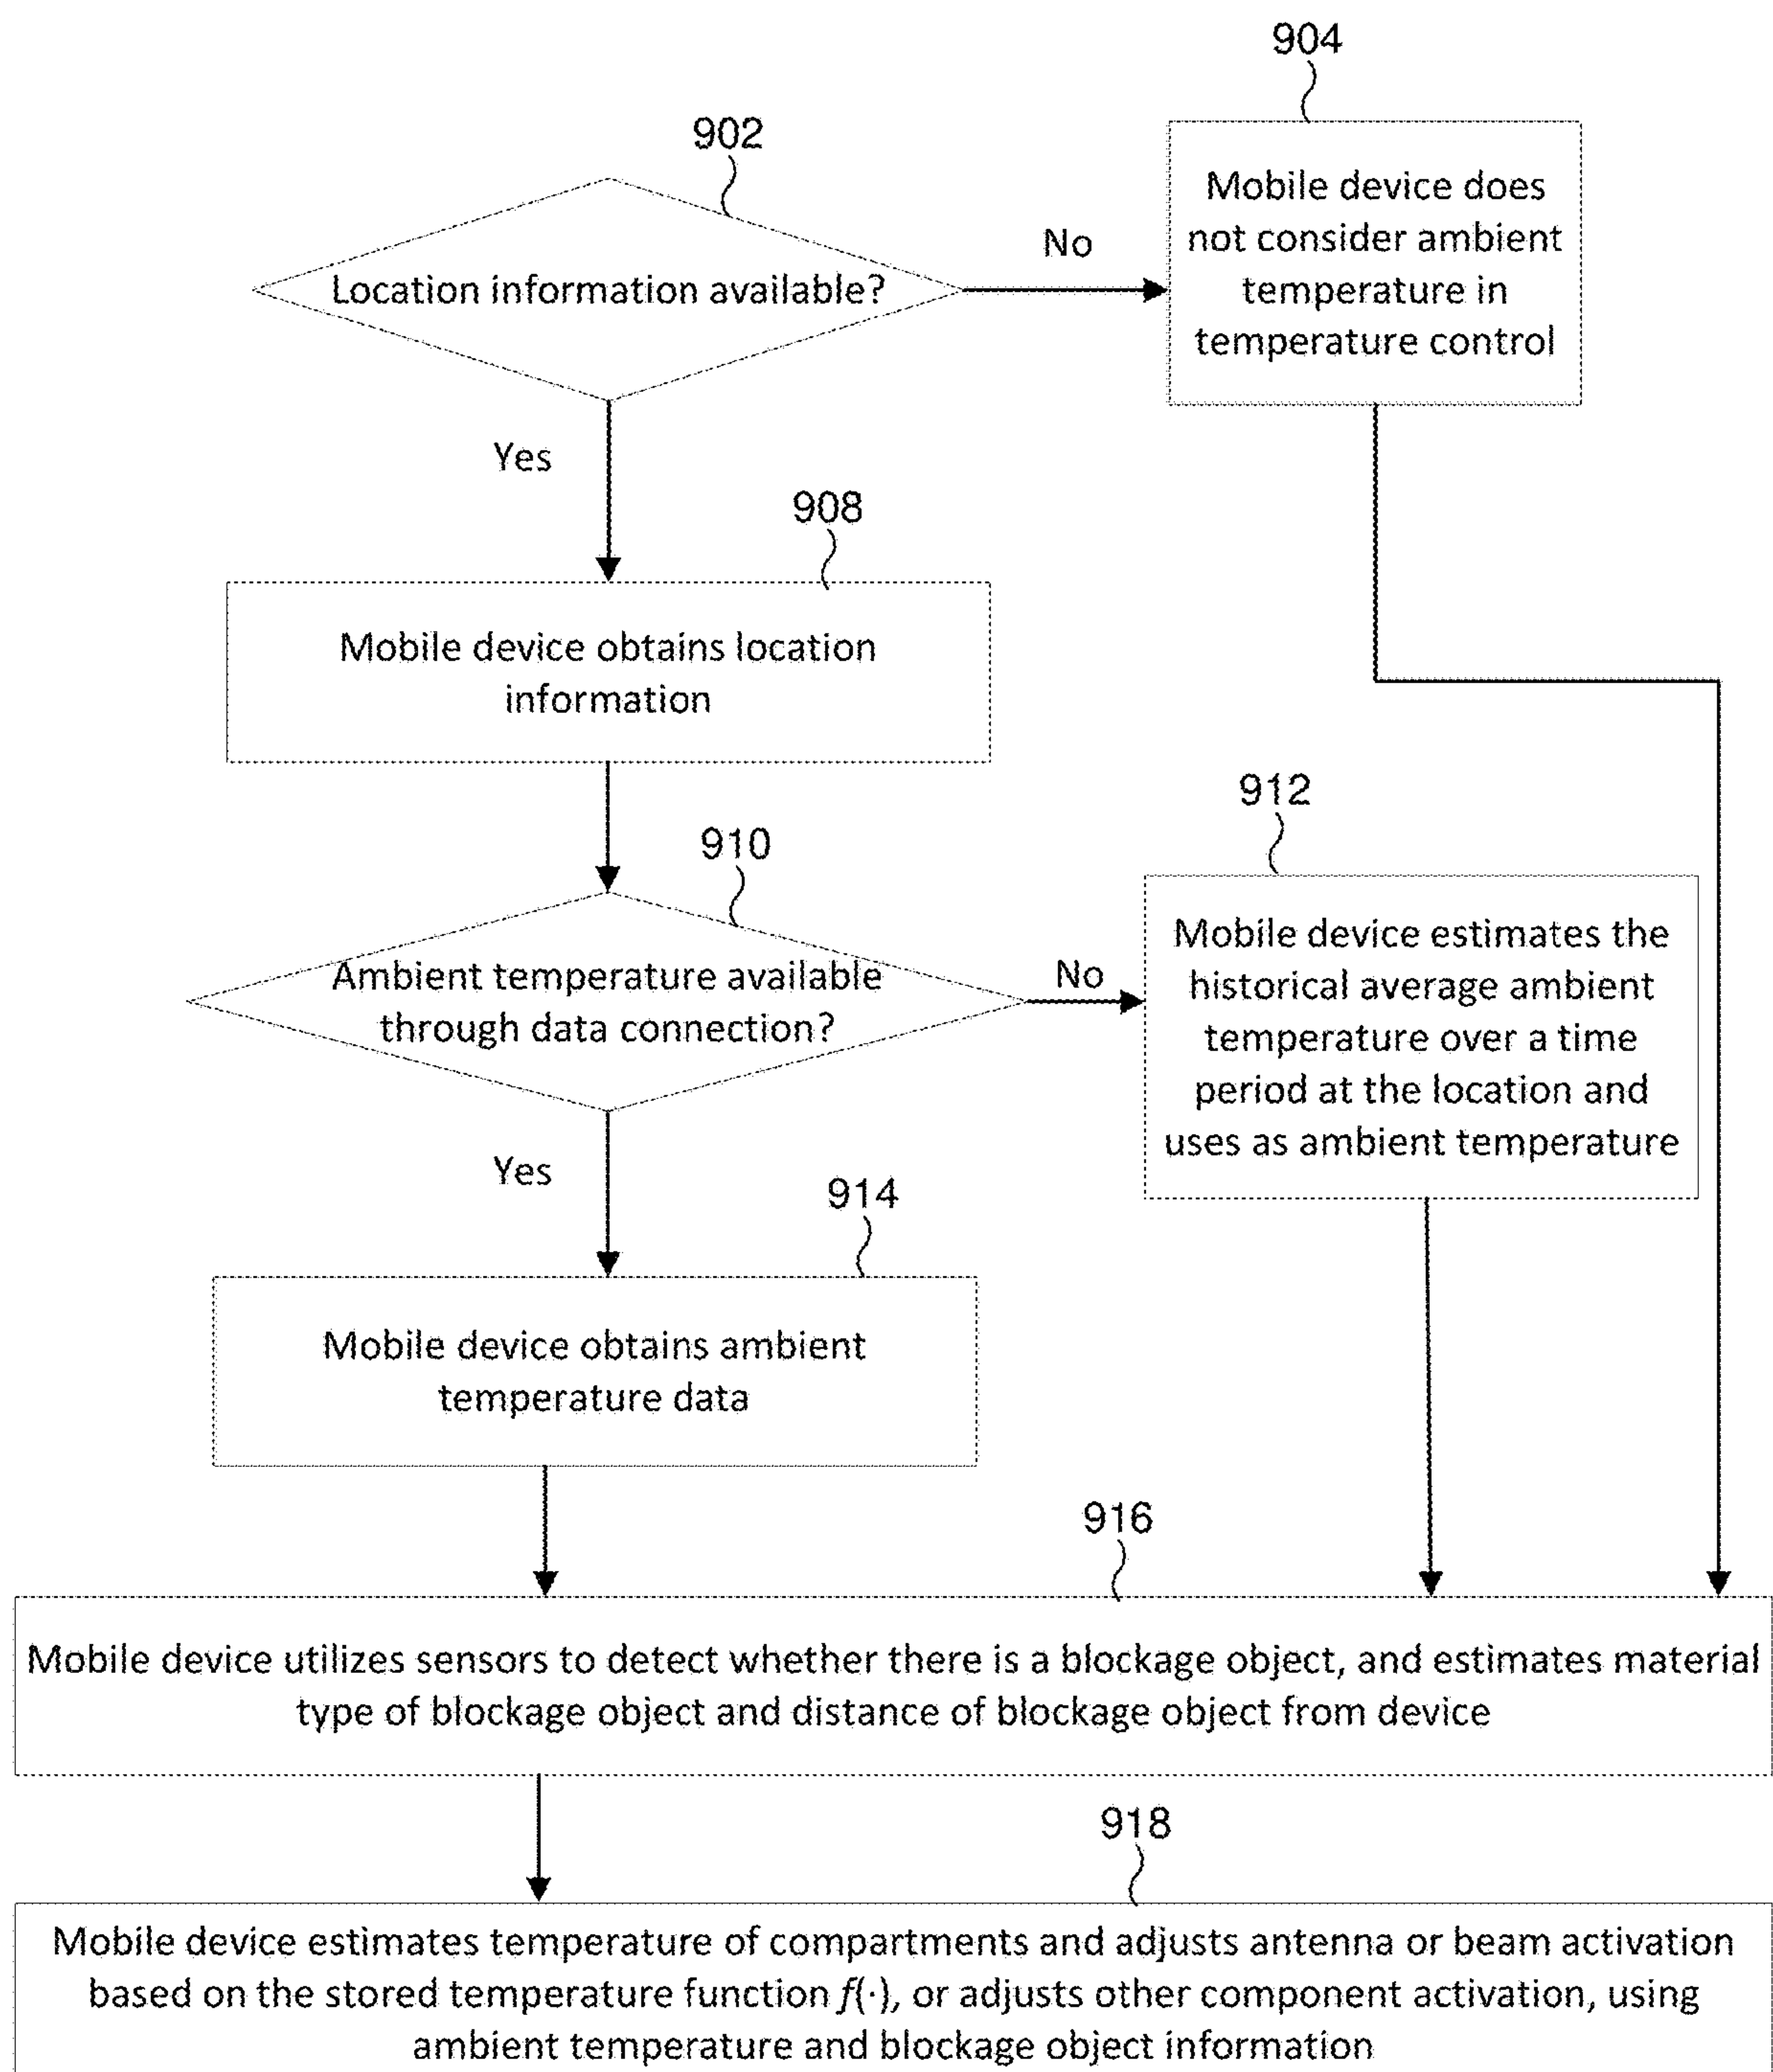 904
902
Mobile device does
not consider ambient
temperature in
temperature control
No
Location information available?
Yes
908
Mobile device obtains location
information
912
910
Mobile device estimates the
historical average ambient
temperature over a time
period at the location and
uses as ambient temperature
No
Ambient temperature available
through data connection?
Yes
914
Mobile device obtains ambient
temperature data
916
Mobile device utilizes sensors to detect whether there is a blockage object, and estimates material
type of blockage object and distance of blockage object from device
918
Mobile device estimates temperature of compartments and adjusts antenna or beam activation
based on the stored temperature function f(·), or adjusts other component activation, using
ambient temperature and blockage object information